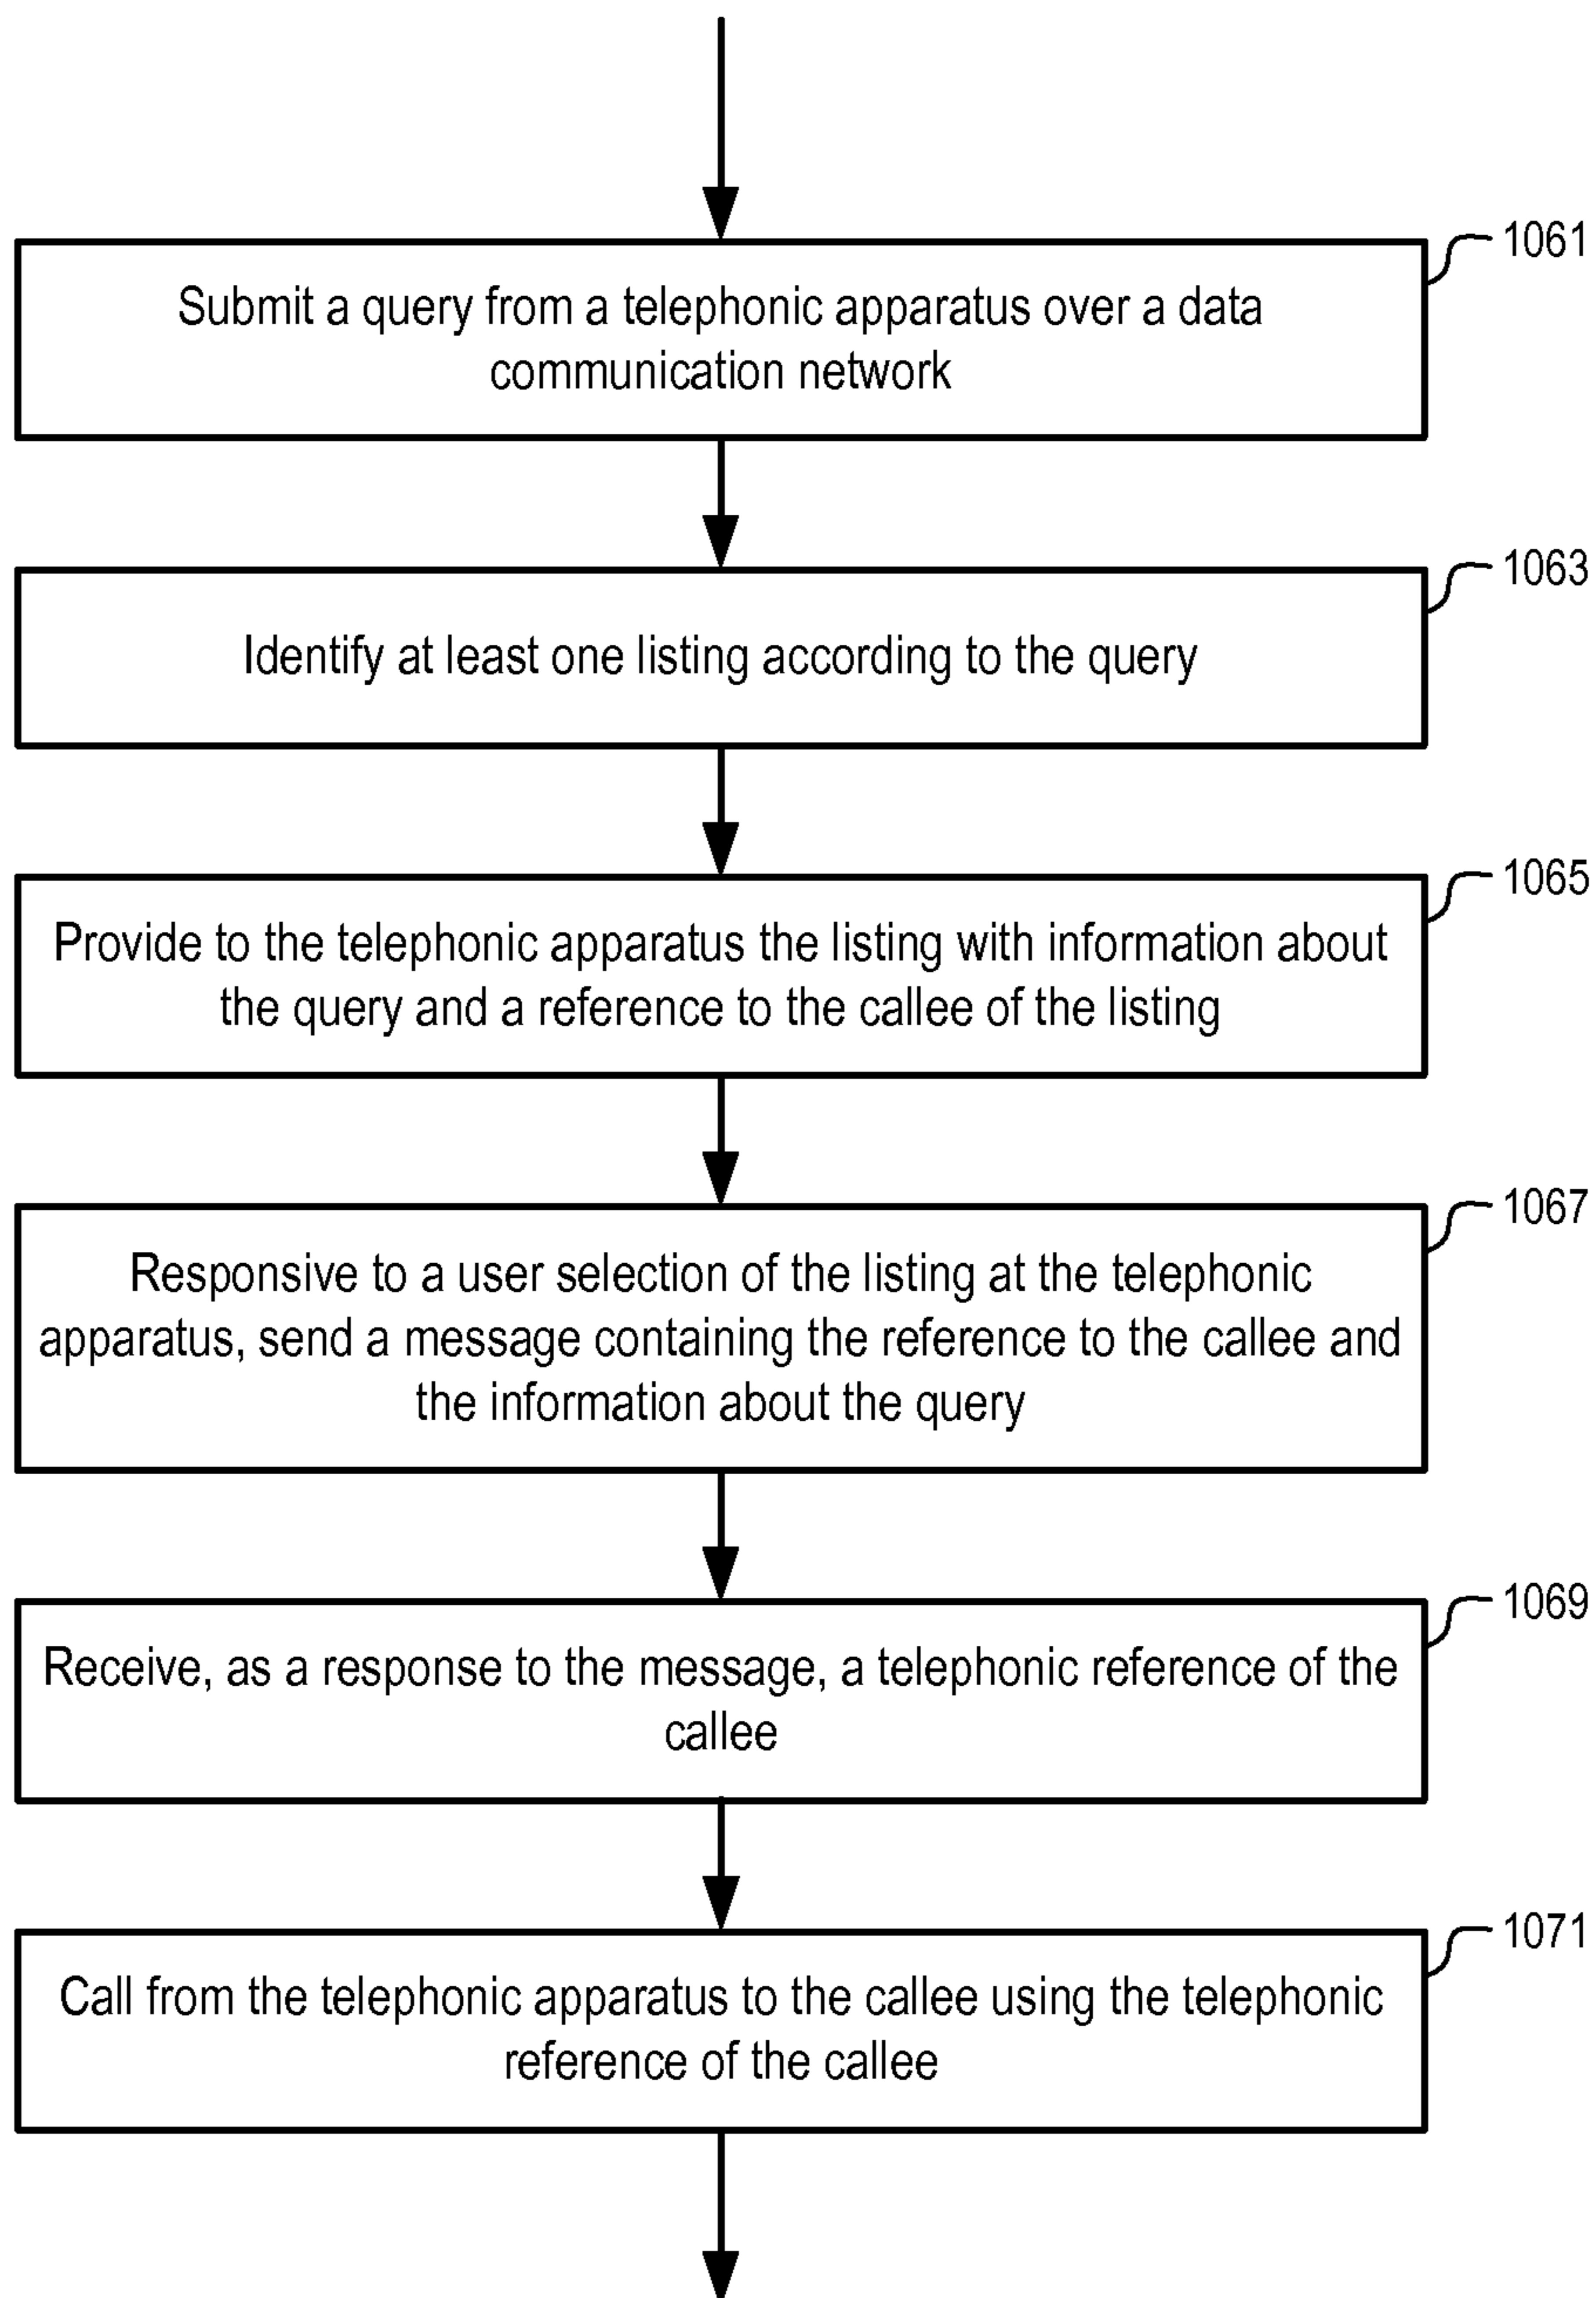 1061
Submit a query from a telephonic apparatus over a data
communication network
1063
Identify at least one listing according to the query
1065
Provide to the telephonic apparatus the listing with information about
the query and a reference to the callee of the listing
1067
Responsive to a user selection of the listing at the telephonic
apparatus, send a message containing the reference to the callee and
the information about the query
1069
Receive, as a response to the message, a telephonic reference of the
callee
1071
Call from the telephonic apparatus to the callee using the telephonic
reference of the callee